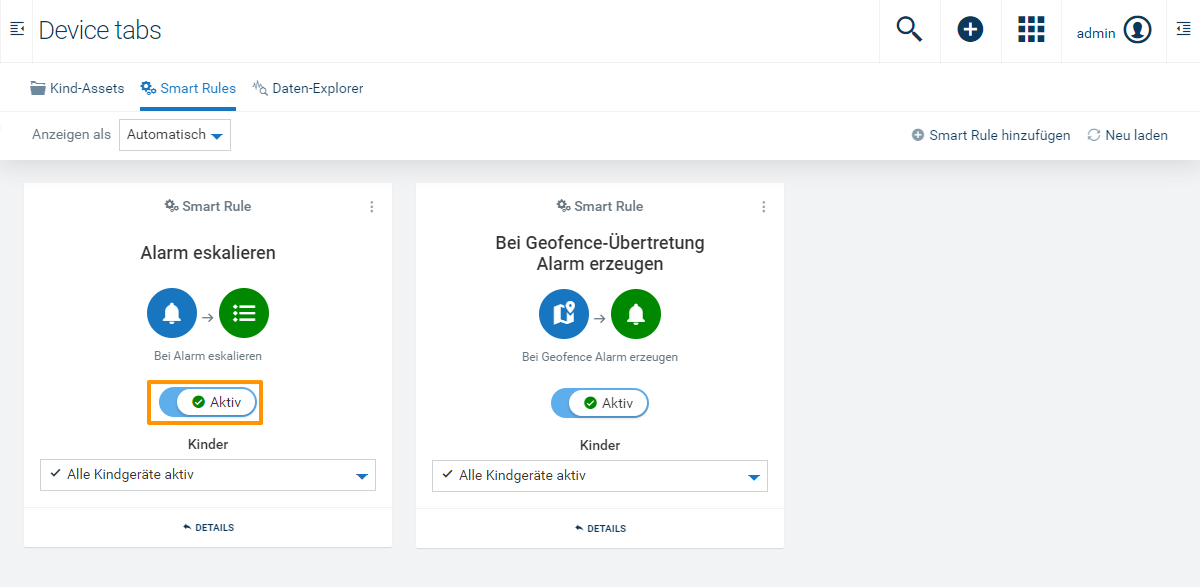 Device tabs
admin
Kind-Assets
Smart Rules
Daten-Explorer
Anzeigen als
Automatisch
Smart Rule hinzufügen
Neu laden
Smart Rule
Alarm eskalieren
Bei Alarm eskalieren
Aktiv
Kinder
Alle Kindgeräte aktiv
DETAILS
Smart Rule
Bei Geofence-Übertretung
Alarm erzeugen
Bei Geofence Alarm erzeugen
Aktiv
Kinder
Alle Kindgeräte aktiv
DETAILS